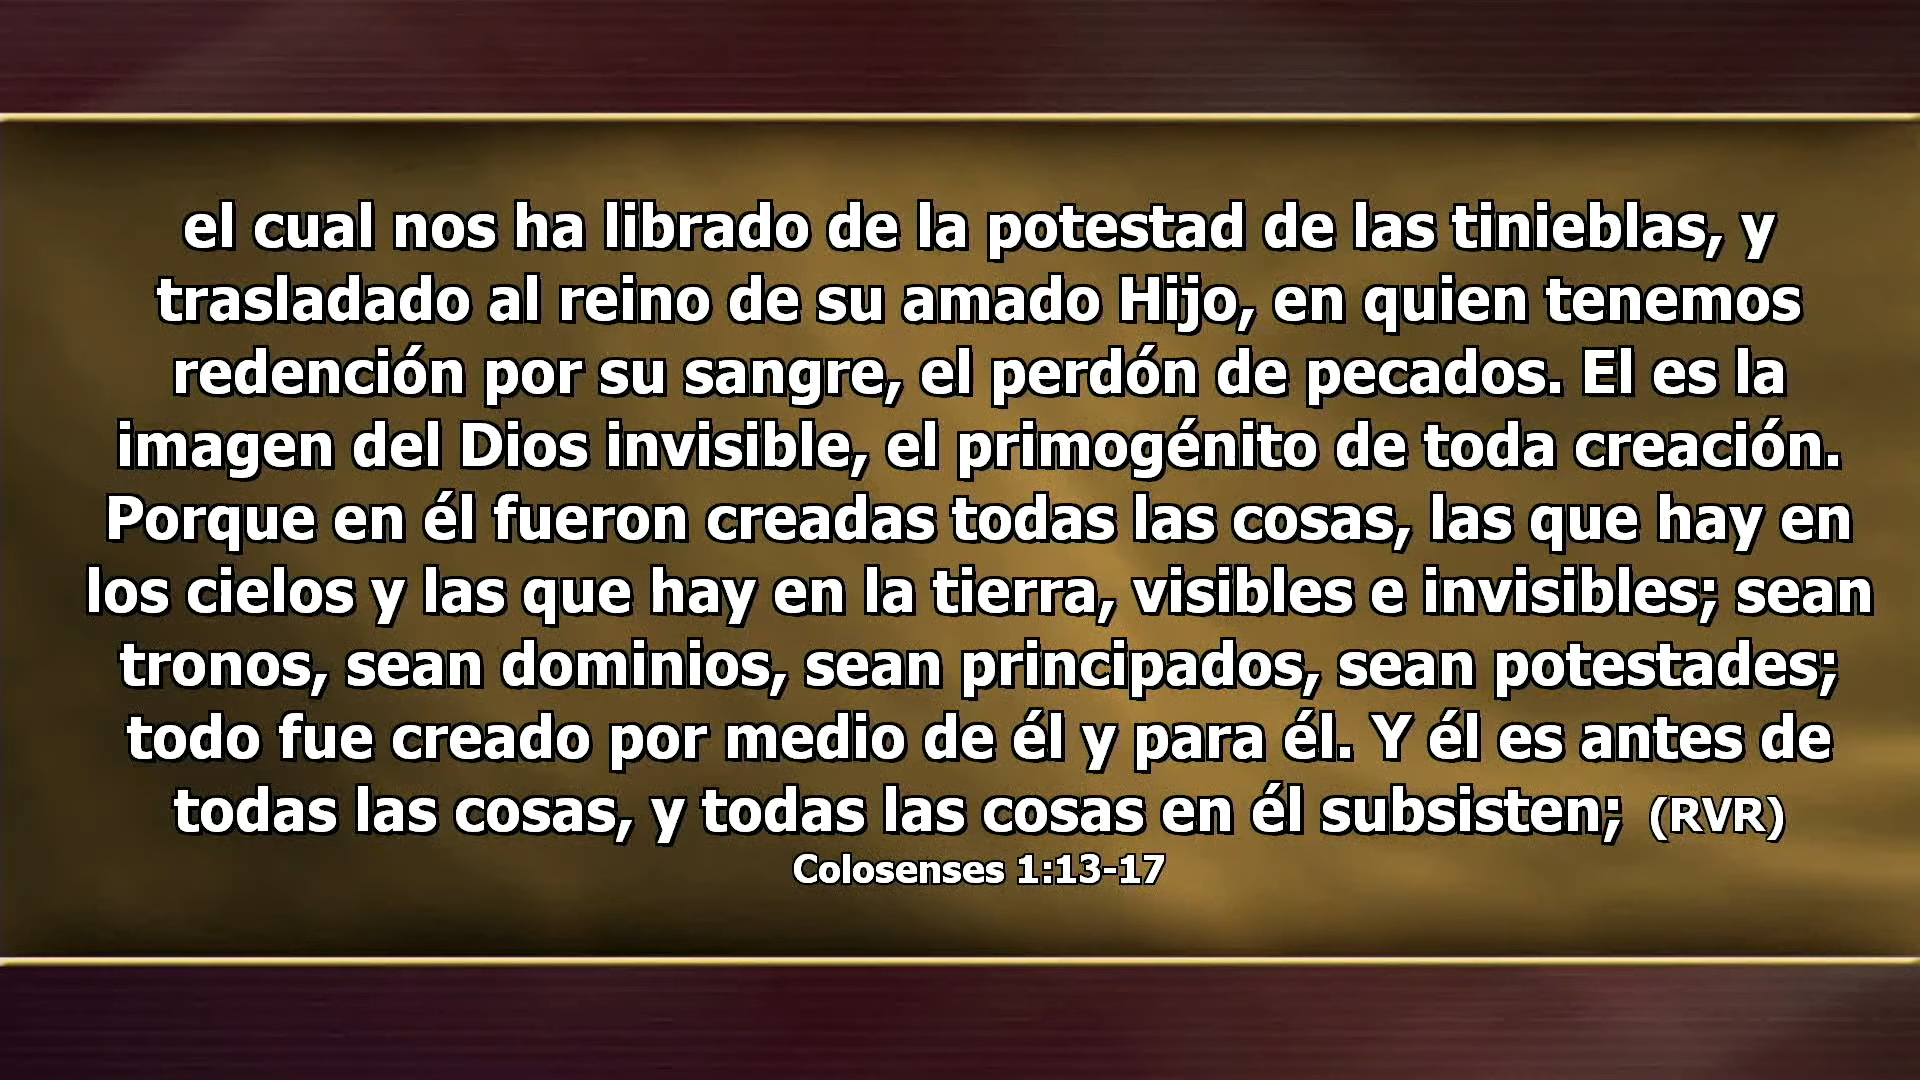 el cual nos ha librado de la potestad de las tinieblas, y
trasladado al reino de su amado Hijo, en quien tenemos
redención por su sangre, el perdón de pecados. El es la
imagen del Dios invisible, el primogénito de toda creación.
Porque en él fueron creadas todas las cosas, las que hay en
los cielos y las que hay en la tierra, visibles e invisibles; sean
tronos, sean dominios, sean principados, sean potestades;
todo fue creado por medio de él y para él. Y él es antes de
todas las cosas, y todas las cosas en él subsisten; (RVR)
Colosenses 1:13-17